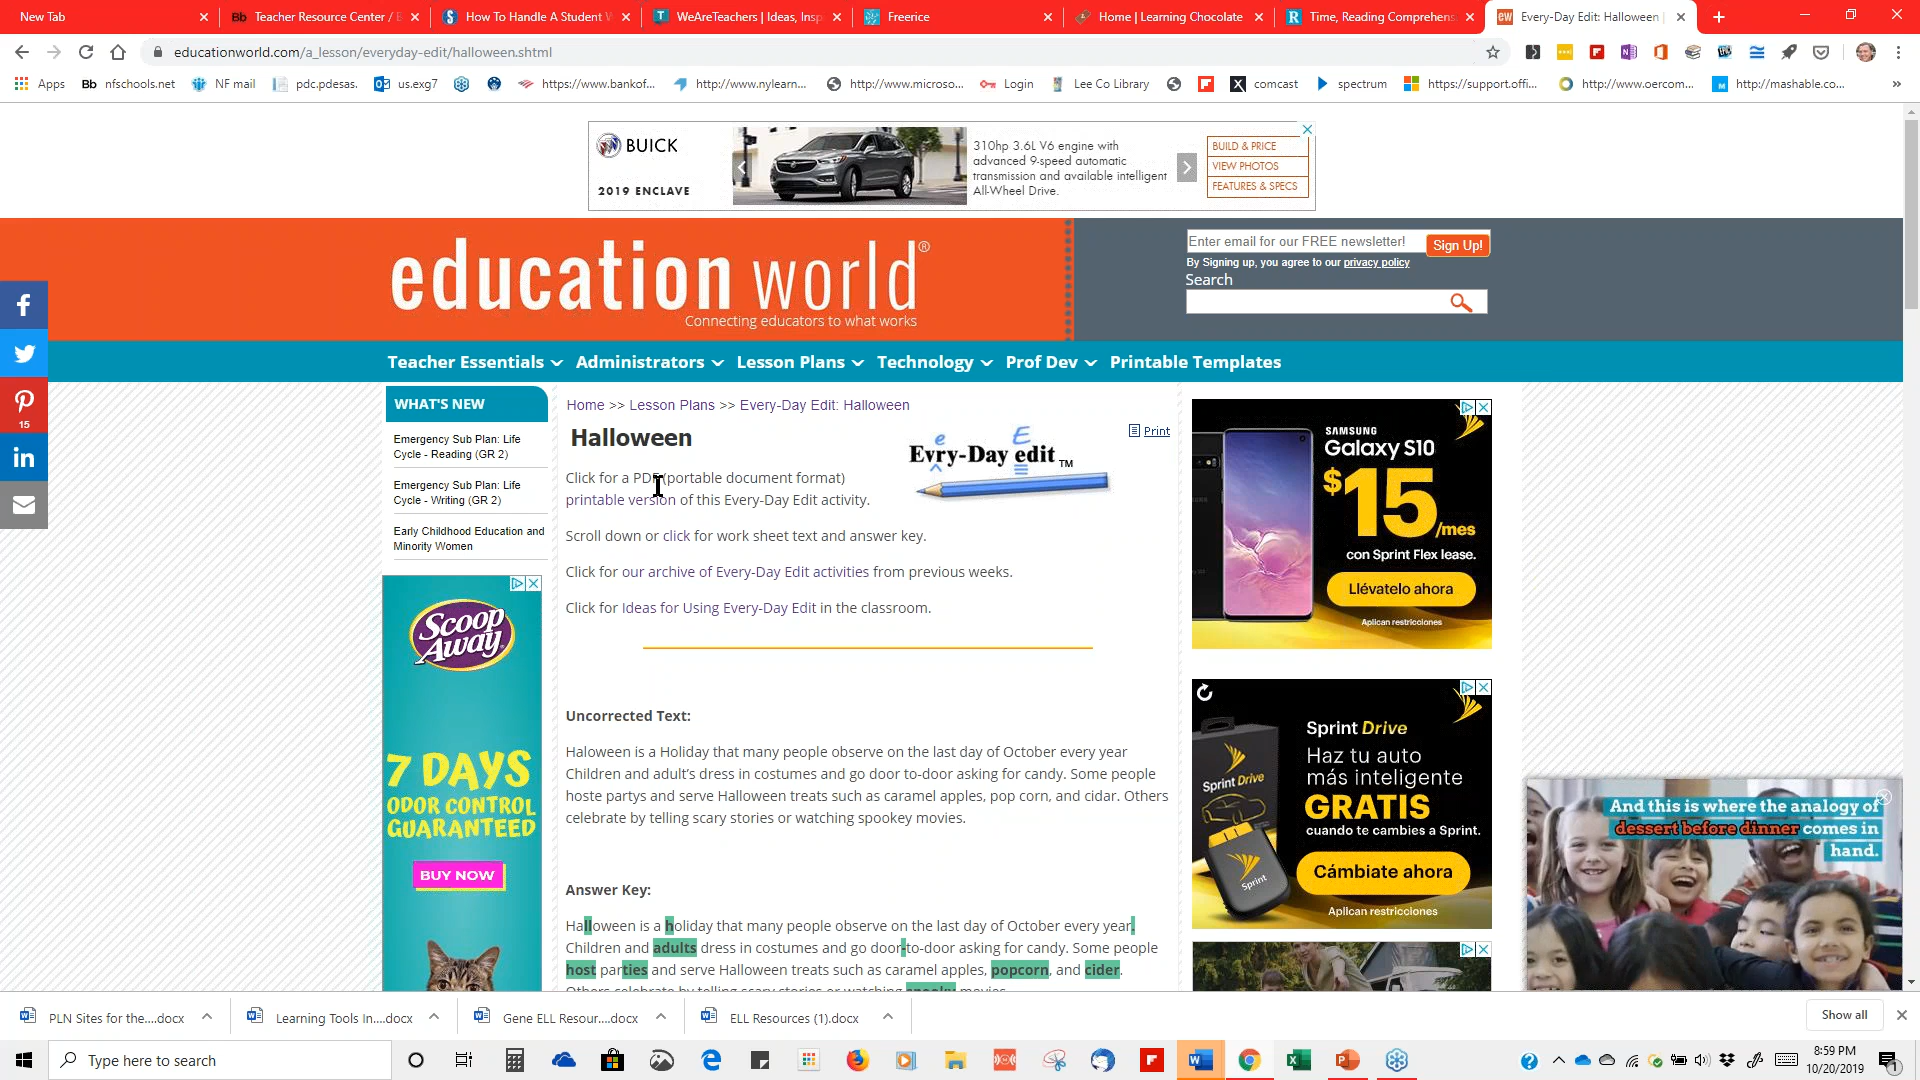 New Tab
Bb Teacher Resource Center /
How To Handle A Student
WeAreTeachers | Ideas, Insp
Freerice
Home | Learning Chocolate
Time, Reading Comprehens
Every-Day Edit: Halloween |
educationworld.com/a_lesson/everyday-edit/halloween.shtml
Apps
Bb nfschools.net
NF mail
pdc.pdesas.
us.exg7
https://www.bankof...
http://www.nylearn...
http://www.microso...
Login
Lee Co Library
comcast
spectrum
https://support.offi...
http://www.oercom...
http://mashable.co...
BUICK
2019 ENCLAVE
310hp 3.6L V6 engine with
advanced 9-speed automatic
transmission and available intelligent
All-Wheel Drive.
BUILD & PRICE
VIEW PHOTOS
FEATURES & SPECS
education world®
Connecting educators to what works
Enter email for our FREE newsletter!
Sign Up!
By Signing up, you agree to our privacy policy
Search
Teacher Essentials
Administrators
Lesson Plans
Technology
Prof Dev
Printable Templates
15
WHAT'S NEW
Emergency Sub Plan: Life
Cycle - Reading (GR 2)
Emergency Sub Plan: Life
Cycle - Writing (GR 2)
Early Childhood Education and
Minority Women
Scoop
Away
7 DAYS
ODOR CONTROL
GUARANTEED
BUY NOW
Home >> Lesson Plans >> Every-Day Edit: Halloween
Halloween
Print
e E
Evry-Day edit TM
Click for a PDF (portable document format)
printable version of this Every-Day Edit activity.
Scroll down or click for work sheet text and answer key.
Click for our archive of Every-Day Edit activities from previous weeks.
Click for Ideas for Using Every-Day Edit in the classroom.
Uncorrected Text:
Haloween is a Holiday that many people observe on the last day of October every year
Children and adult's dress in costumes and go door to-door asking for candy. Some people
hoste partys and serve Halloween treats such as caramel apples, pop corn, and cidar. Others
celebrate by telling scary stories or watching spookey movies.
Answer Key:
Halloween is a holiday that many people observe on the last day of October every year.
Children and adults dress in costumes and go door-to-door asking for candy. Some people
host parties and serve Halloween treats such as caramel apples, popcorn, and cider.
Others celebrate by telling scary stories or watching spooky movies.
SAMSUNG
Galaxy S10
$15/mes
con Sprint Flex lease.
Llévatelo ahora
Aplican restricciones
Sprint Drive
Haz tu auto
más inteligente
GRATIS
cuando te cambies a Sprint.
Cámbiate ahora
Aplican restricciones
Sprint Drive
Sprint
And this is where the analogy of
dessert before dinner comes in
hand.
PLN Sites for the....docx
Learning Tools In....docx
Gene ELL Resour....docx
ELL Resources (1).docx
Show all
Type here to search
8:59 PM
10/20/2019
1